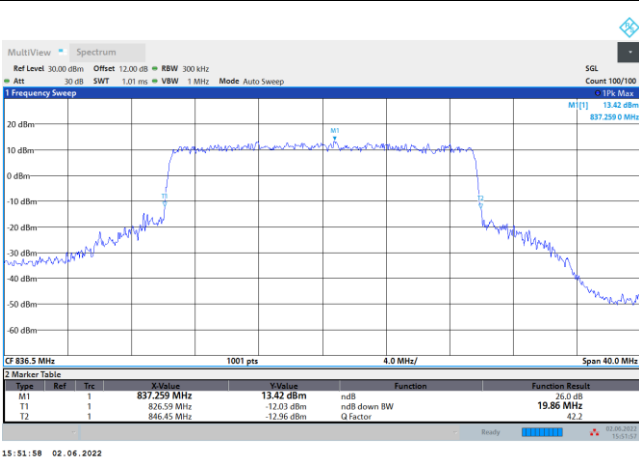 MultiView Spectrum
Ref Level 30.00 dBm Offset 12.00 dB RBW 300 kHz SGL
Att 30 dB SWT 1.01 ms VBW 1 MHz Mode Auto Sweep Count 100/100
1 Frequency Sweep 1Pk Max
M1[1] 13.42 dBm
837.259 0 MHz
20 dBm
M1
10 dBm
0 dBm
T1
-10 dBm
T2
-20 dBm
-30 dBm
-40 dBm
-50 dBm
-60 dBm
CF 836.5 MHz 1001 pts 4.0 MHz/ Span 40.0 MHz
2 Marker Table
Type Ref Trc X-Value Y-Value Function Function Result
M1 1 837.259 MHz 13.42 dBm ndB 26.0 dB
T1 1 826.59 MHz -12.03 dBm ndB down BW 19.86 MHz
T2 1 846.45 MHz -12.96 dBm Q Factor 42.2
Ready 02.06.2022
15:51:57
15:51:58 02.06.2022